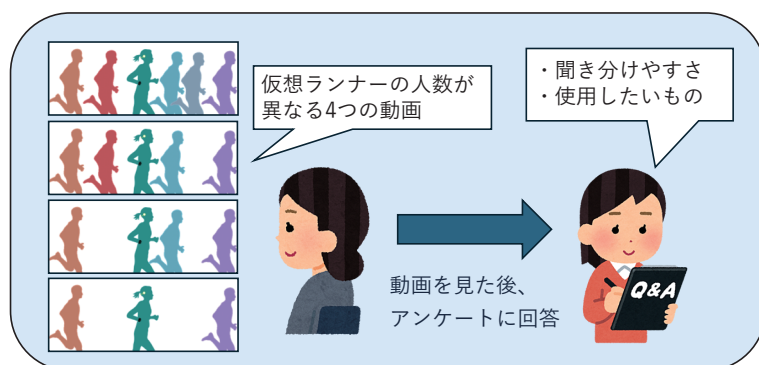 仮想ランナーの人数が
異なる4つの動画
・聞き分けやすさ
・使用したいもの
動画を見た後、
アンケートに回答
Q&A